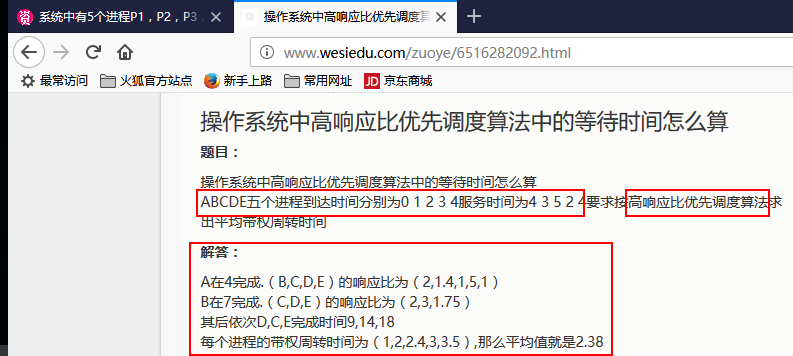 系统中有5个进程P1，P2，P3，
操作系统中高响应比优先调度算
www.wesiedu.com/zuoye/6516282092.html
最常访问 火狐官方站点 新手上路 常用网址 JD 京东商城
操作系统中高响应比优先调度算法中的等待时间怎么算
题目：
操作系统中高响应比优先调度算法中的等待时间怎么算
ABCDE五个进程到达时间分别为0 1 2 3 4服务时间为4 3 5 2 4要求按高响应比优先调度算法求
出平均带权周转时间
解答：
A在4完成.（B,C,D,E）的响应比为（2,1.4,1,5,1）
B在7完成.（C,D,E）的响应比为（2,3,1.75）
其后依次D,C,E完成时间9,14,18
每个进程的带权周转时间为（1,2,2.4,3,3.5）,那么平均值就是2.38